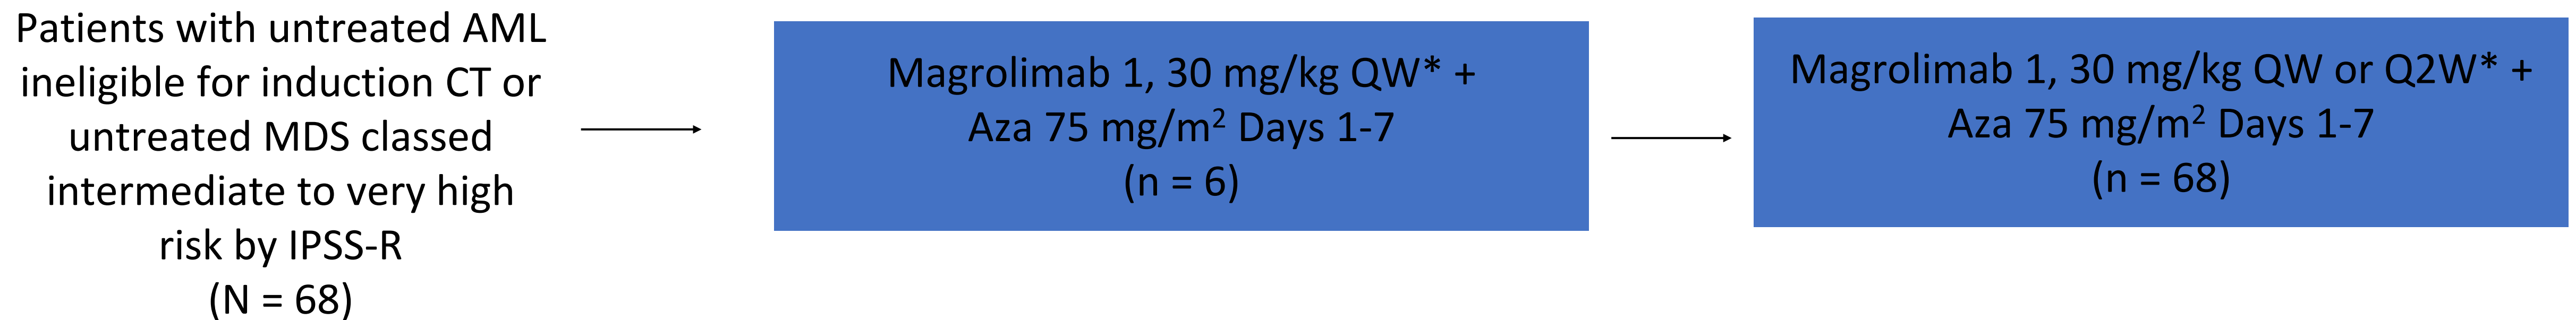 Patients with untreated AML
ineligible for induction CT or
untreated MDS classed
intermediate to very high
risk by IPSS-R
(N = 68)
Magrolimab 1, 30 mg/kg QW* +
Aza 75 mg/m² Days 1-7
(n = 6)
Magrolimab 1, 30 mg/kg QW or Q2W* +
Aza 75 mg/m² Days 1-7
(n = 68)